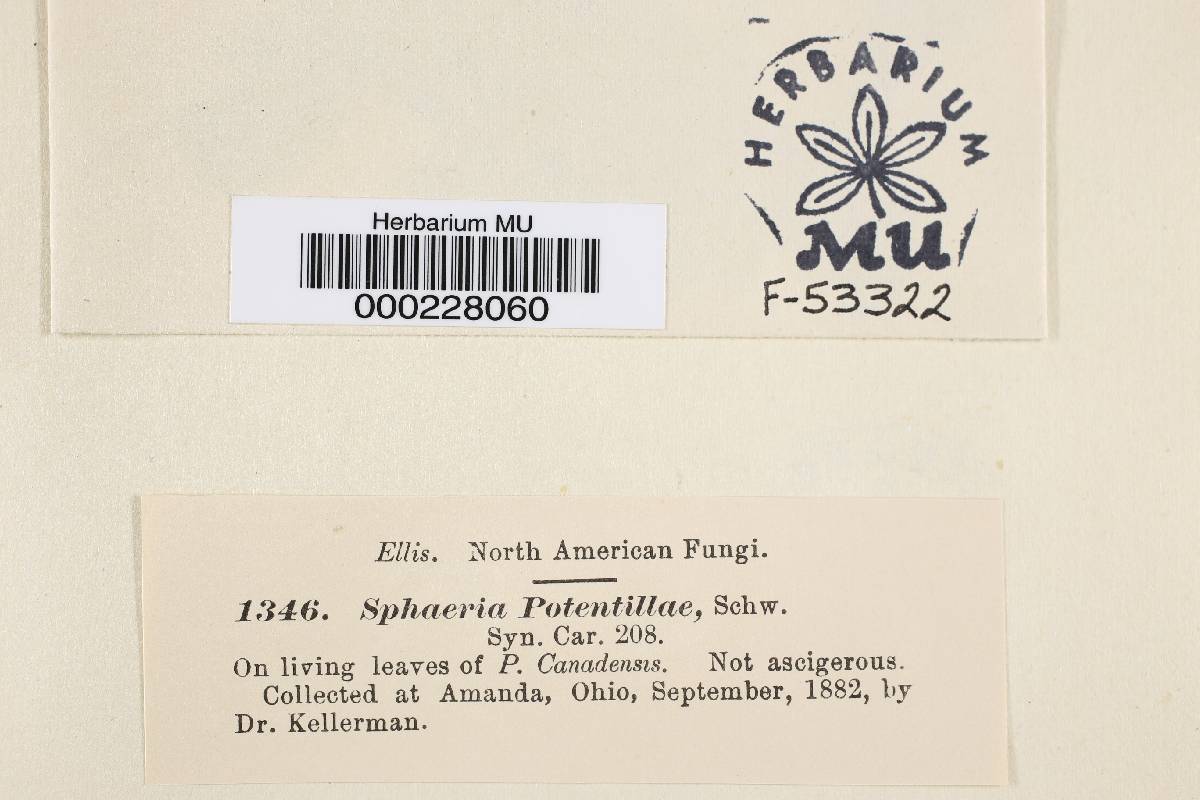 HERBARIUM
MU
F-53322
Herbarium MU
000228060
Ellis. North American Fungi.
1346. Sphaeria Potentillae, Schw.
Syn. Car. 208.
On living leaves of P. Canadensis. Not ascigerous.
Collected at Amanda, Ohio, September, 1882, by
Dr. Kellerman.